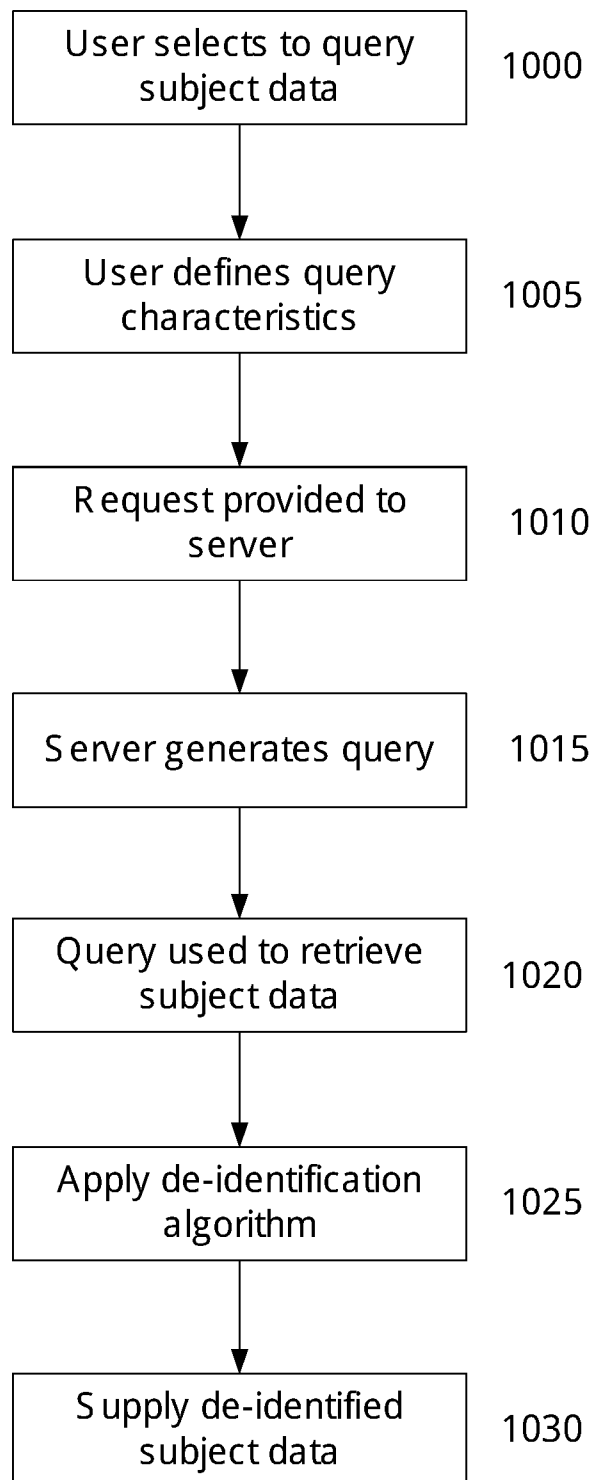 User selects to query
subject data
1000
User defines query
characteristics
1005
Request provided to
server
1010
Server generates query
1015
Query used to retrieve
subject data
1020
Apply de-identification
algorithm
1025
Supply de-identified
subject data
1030